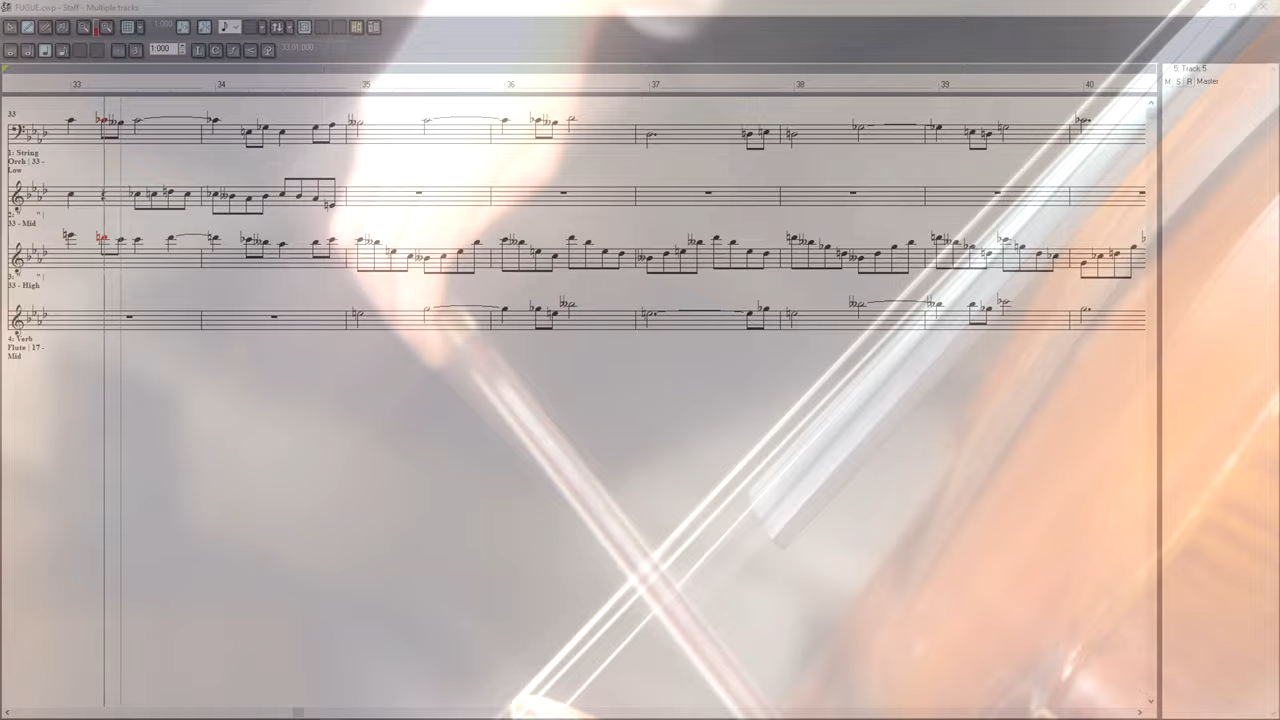 FUGUE.cwp - Staff - Multiple tracks
1:000
1:000
33:01:000
33 34 35 36 37 38 39 40
5: Track 5
M S R Master
33
1: String
Orch | 33 -
Low
2: " " |
33 - Mid
3: " " |
33 - High
4: Verb
Flute | 17 -
Mid